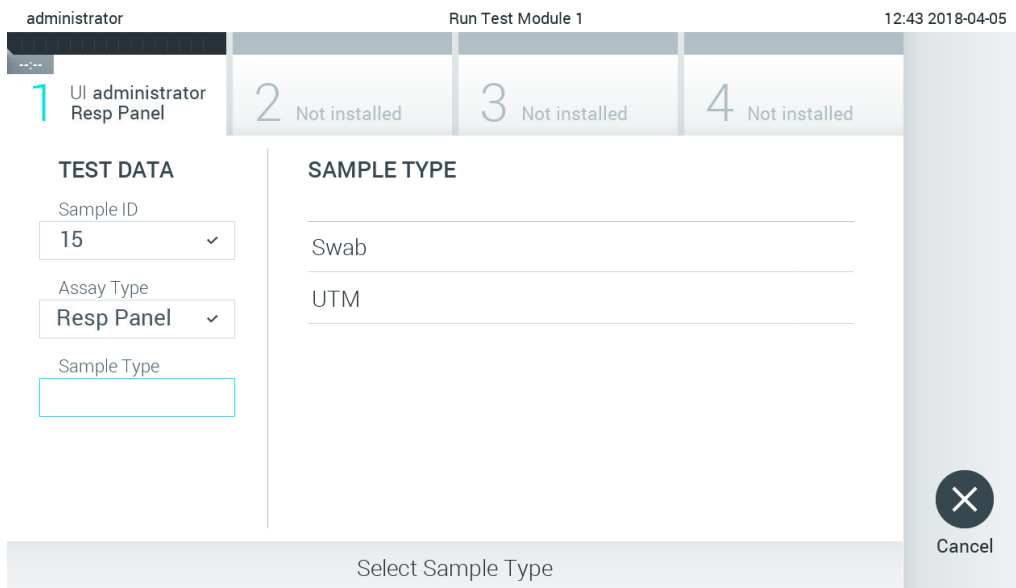 administrator Run Test Module 1 12:43 2018-04-05
--:--
1 UI administrator
Resp Panel
2 Not installed
3 Not installed
4 Not installed
TEST DATA
Sample ID
15
Assay Type
Resp Panel
Sample Type
SAMPLE TYPE
Swab
UTM
Cancel
Select Sample Type